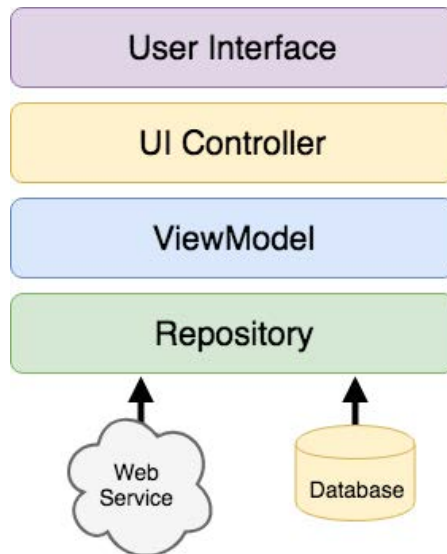 User Interface
UI Controller
ViewModel
Repository
Web
Service
Database